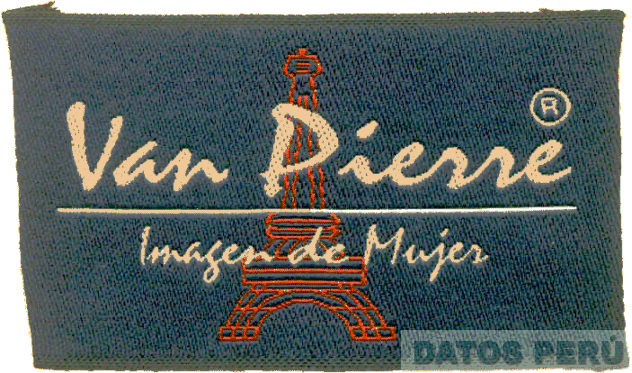 Van Pierre ®
Imagen de Mujer
DATOS PERÚ